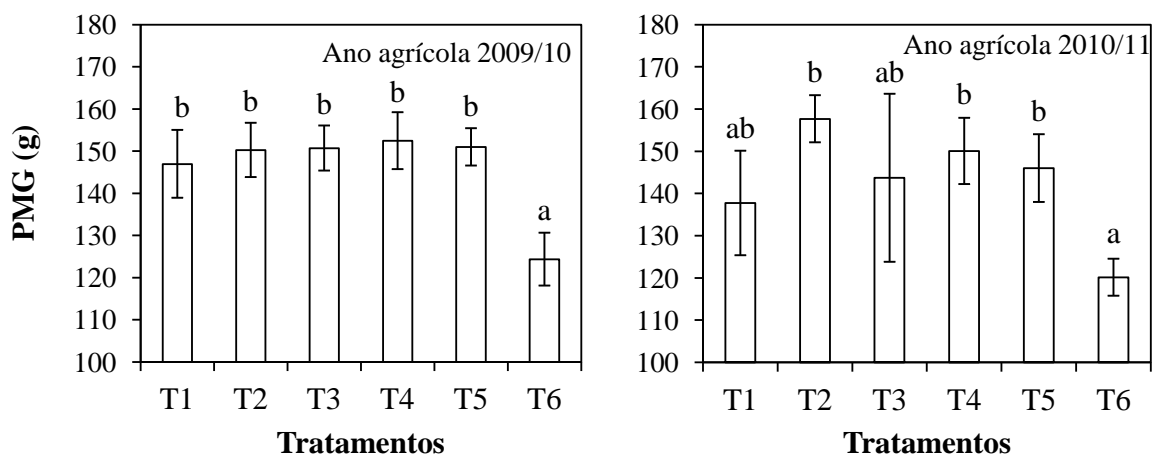 PMG (g)
180
170
160
150
140
130
120
110
100
Ano agrícola 2009/10
b b b b b a
T1 T2 T3 T4 T5 T6
Tratamentos
180
170
160
150
140
130
120
110
100
Ano agrícola 2010/11
ab b ab b b a
T1 T2 T3 T4 T5 T6
Tratamentos